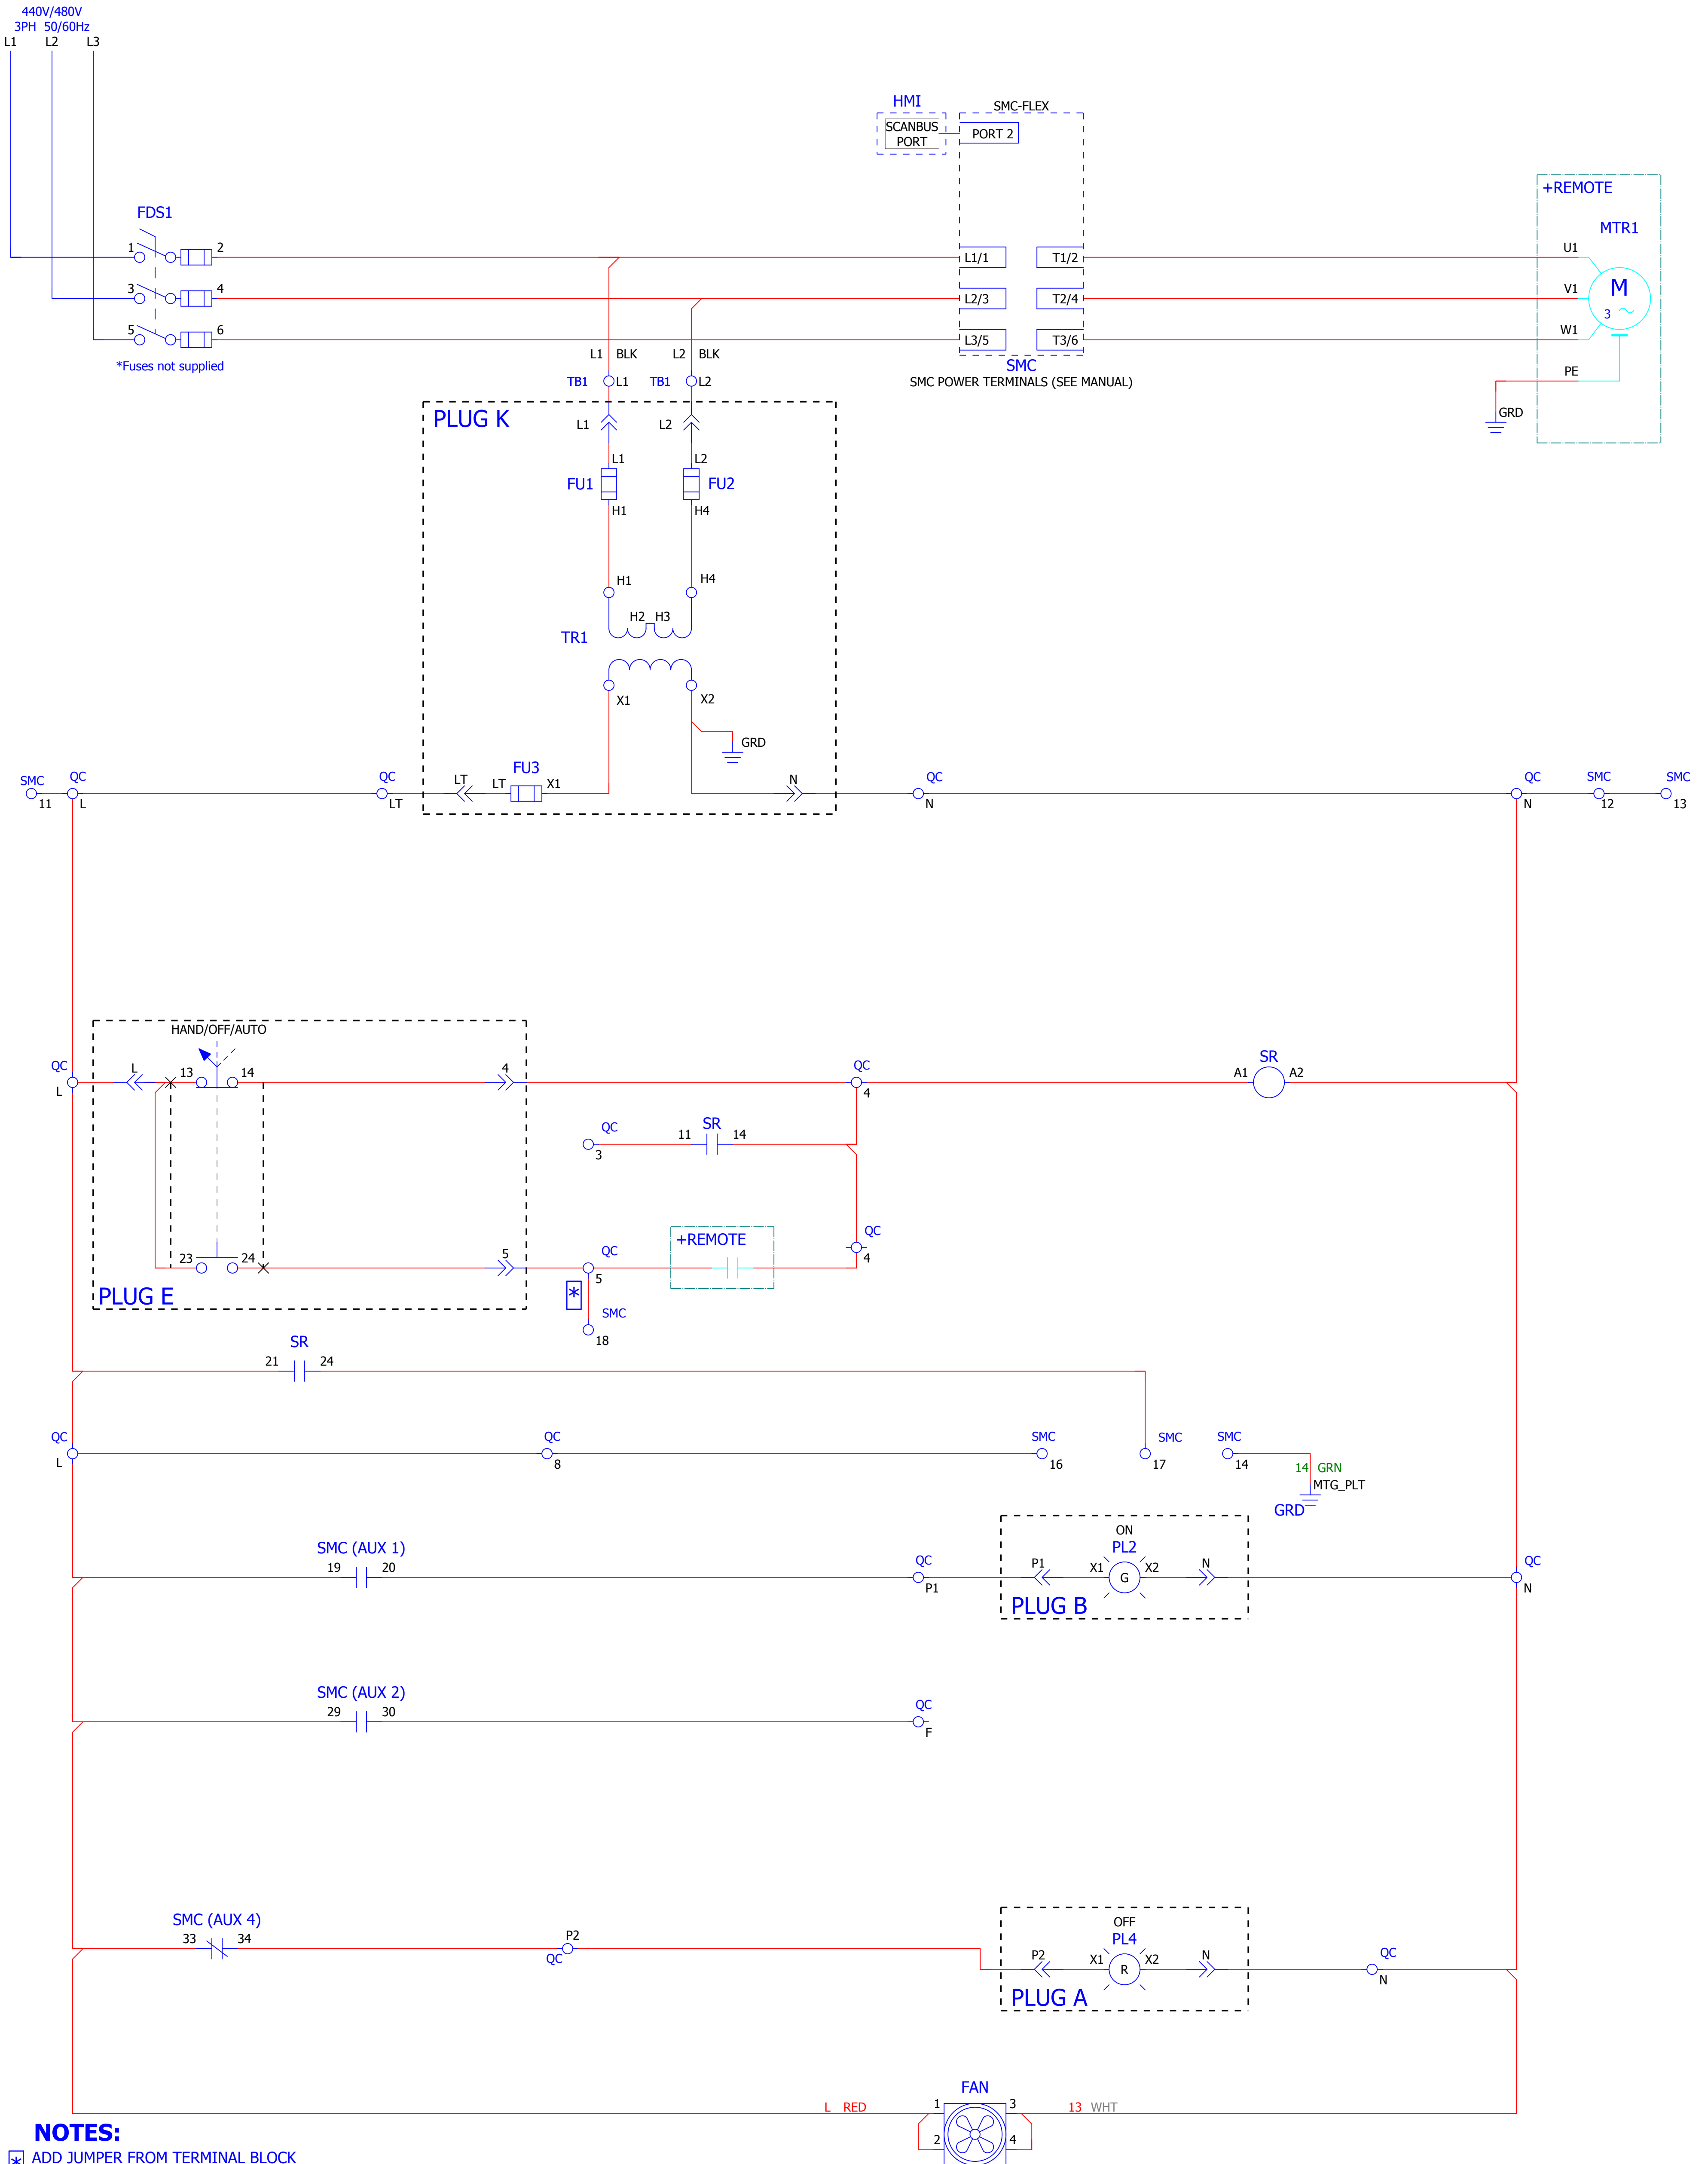 440V/480V
3PH 50/60Hz
L1 L2 L3
HMI
SCANBUS
PORT
SMC-FLEX
PORT 2
+REMOTE
MTR1
FDS1
1 2
3 4
5 6
*Fuses not supplied
L1/1 T1/2
L2/3 T2/4
L3/5 T3/6
SMC
SMC POWER TERMINALS (SEE MANUAL)
U1
V1
W1
PE
M
3
GRD
L1 BLK L2 BLK
TB1 L1 TB1 L2
PLUG K
L1 L2
L1 L2
FU1 FU2
H1 H4
H1 H4
H2 H3
TR1
X1 X2
GRD
SMC QC QC LT LT FU3 X1 N QC QC SMC SMC
11 L LT N N 12 13
HAND/OFF/AUTO
QC L 13 14 4 QC SR
L 4 A1 A2
QC 11 SR 14
3
23 24 5 QC +REMOTE QC
5 4
PLUG E
*
SMC
18
SR
21 24
QC QC SMC SMC SMC
L 8 16 17 14
14 GRN
MTG_PLT
GRD
SMC (AUX 1)
19 20
QC
P1
ON
PL2
P1 X1 G X2 N
PLUG B
QC
N
SMC (AUX 2)
29 30
QC
F
SMC (AUX 4)
33 34
P2
QC
OFF
PL4
P2 X1 R X2 N
PLUG A
QC
N
FAN
L RED 1 3 13 WHT
2 4
NOTES:
* ADD JUMPER FROM TERMINAL BLOCK